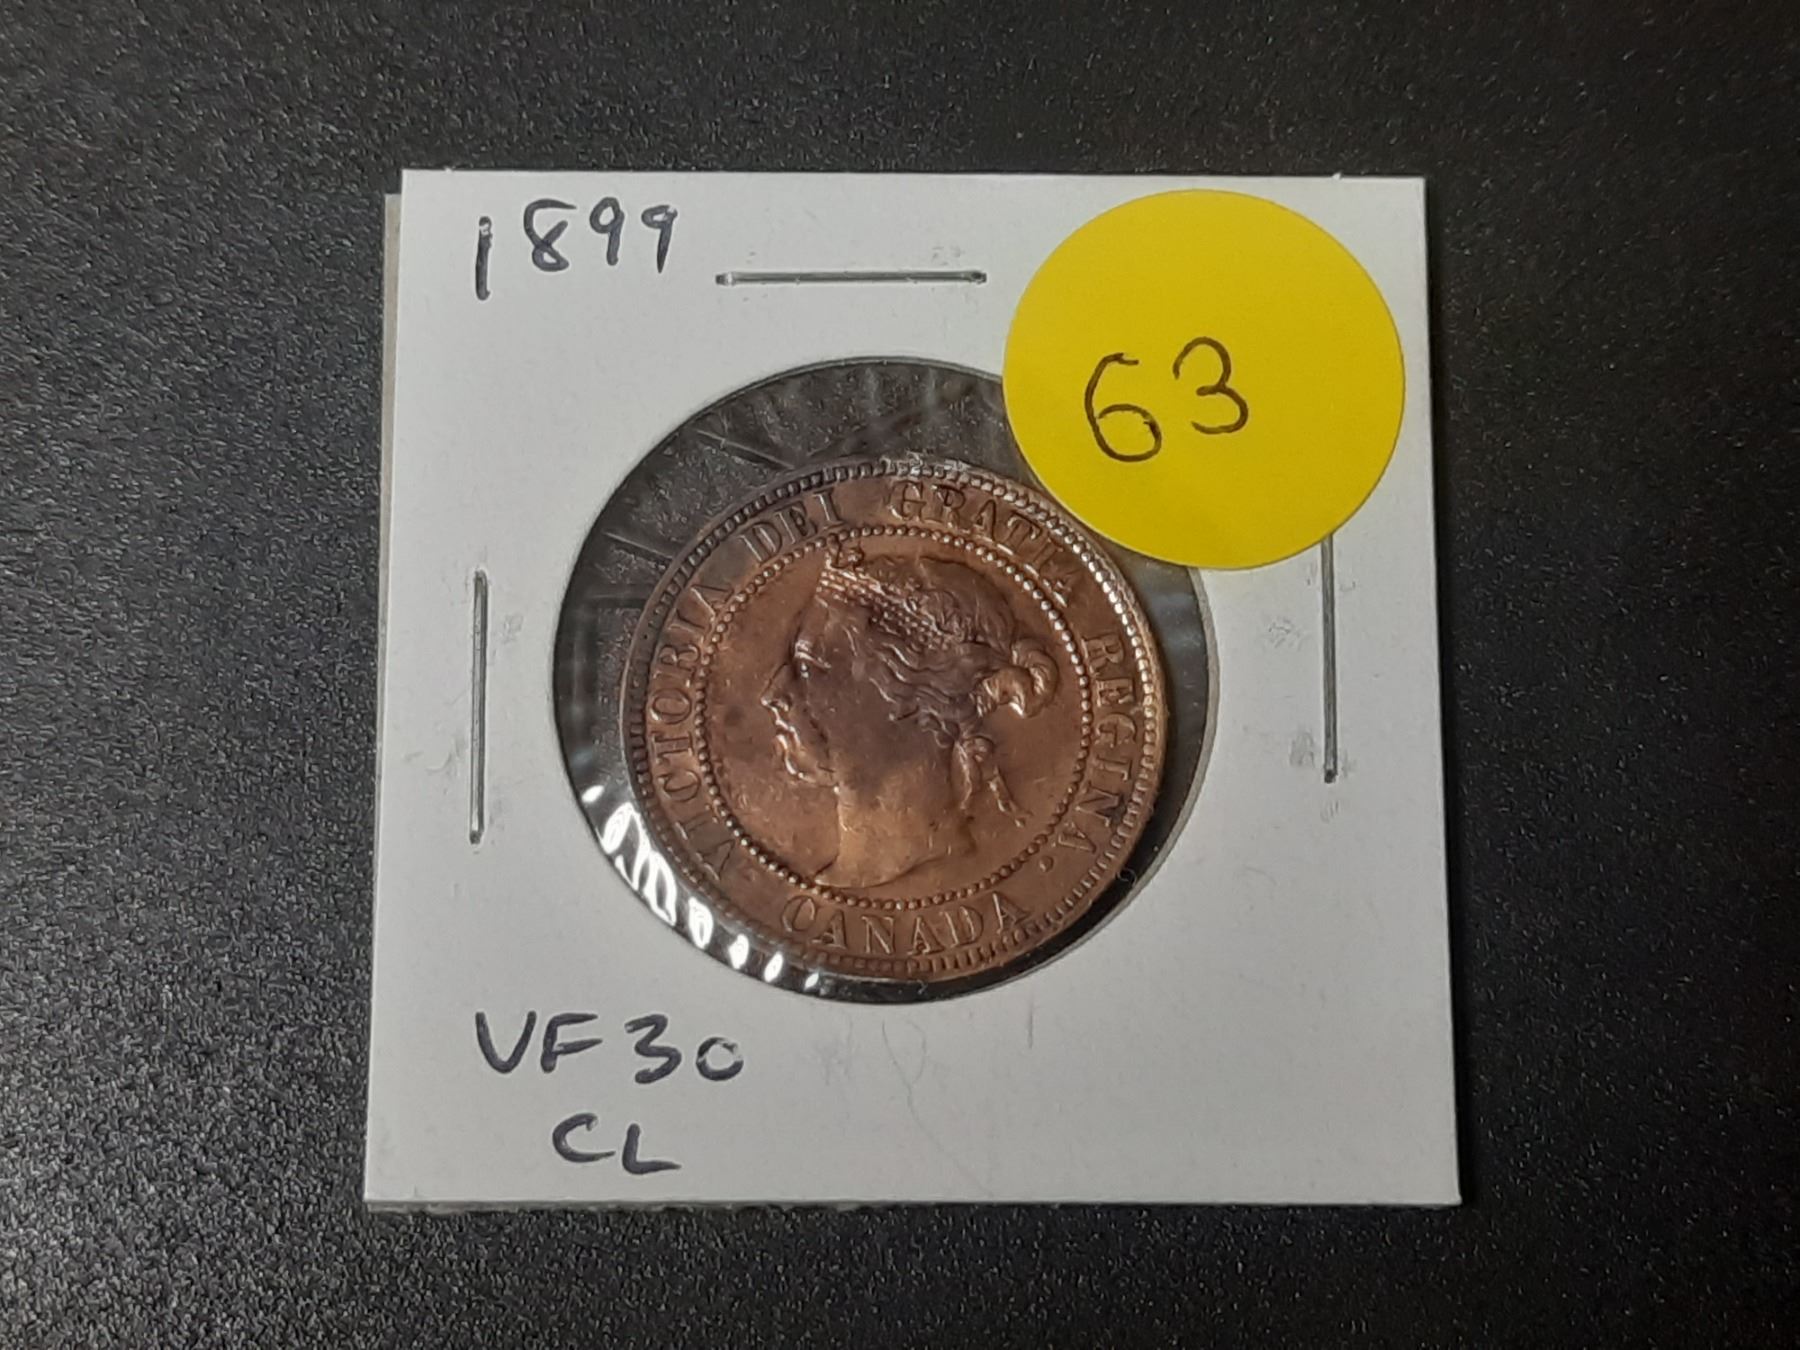 1899
63
VICTORIA DEI GRATIA REGINA.
CANADA
VF30
CL